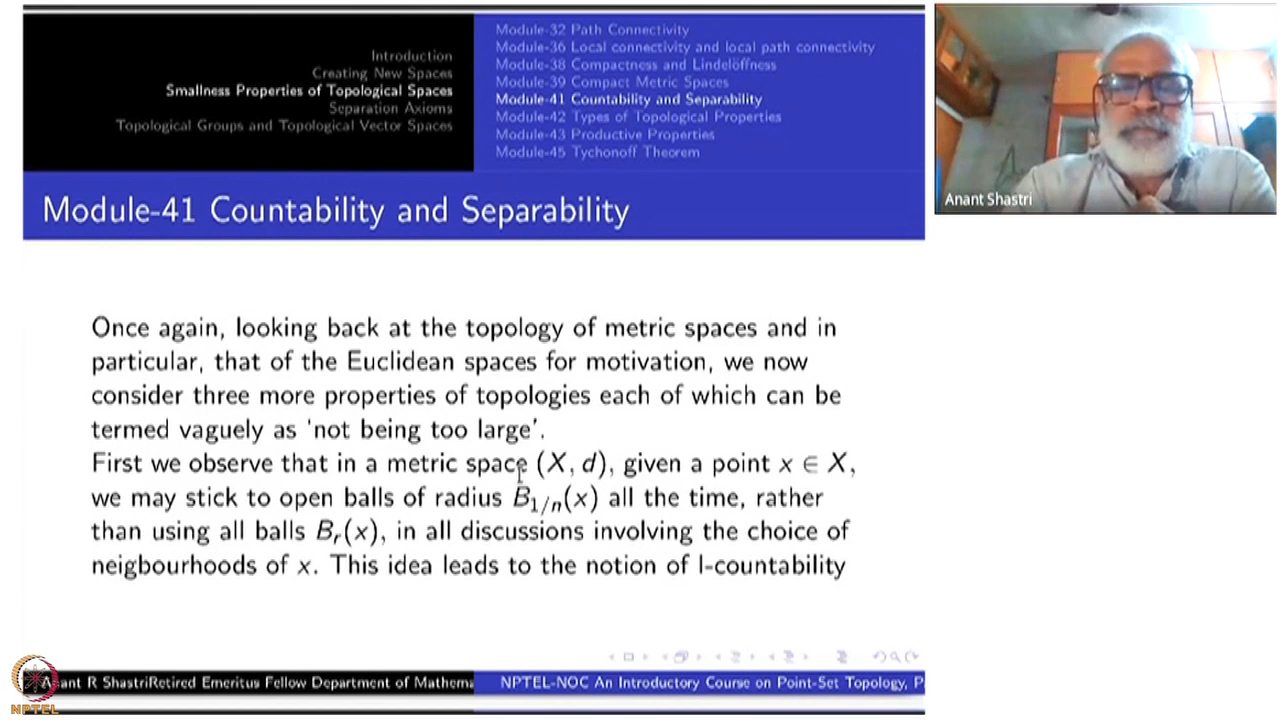 Introduction
Creating New Spaces
Smallness Properties of Topological Spaces
Separation Axioms
Topological Groups and Topological Vector Spaces
Module-32 Path Connectivity
Module-36 Local connectivity and local path connectivity
Module-38 Compactness and Lindelöffness
Module-39 Compact Metric Spaces
Module-41 Countability and Separability
Module-42 Types of Topological Properties
Module-43 Productive Properties
Module-45 Tychonoff Theorem
Module-41 Countability and Separability
Anant Shastri
Once again, looking back at the topology of metric spaces and in
particular, that of the Euclidean spaces for motivation, we now
consider three more properties of topologies each of which can be
termed vaguely as 'not being too large'.
First we observe that in a metric space (X, d), given a point x ∈ X,
we may stick to open balls of radius B_{1/n}(x) all the time, rather
than using all balls B_r(x), in all discussions involving the choice of
neigbourhoods of x. This idea leads to the notion of I-countability
Anant R ShastriRetired Emeritus Fellow Department of Mathema
NPTEL-NOC An Introductory Course on Point-Set Topology, P
NPTEL